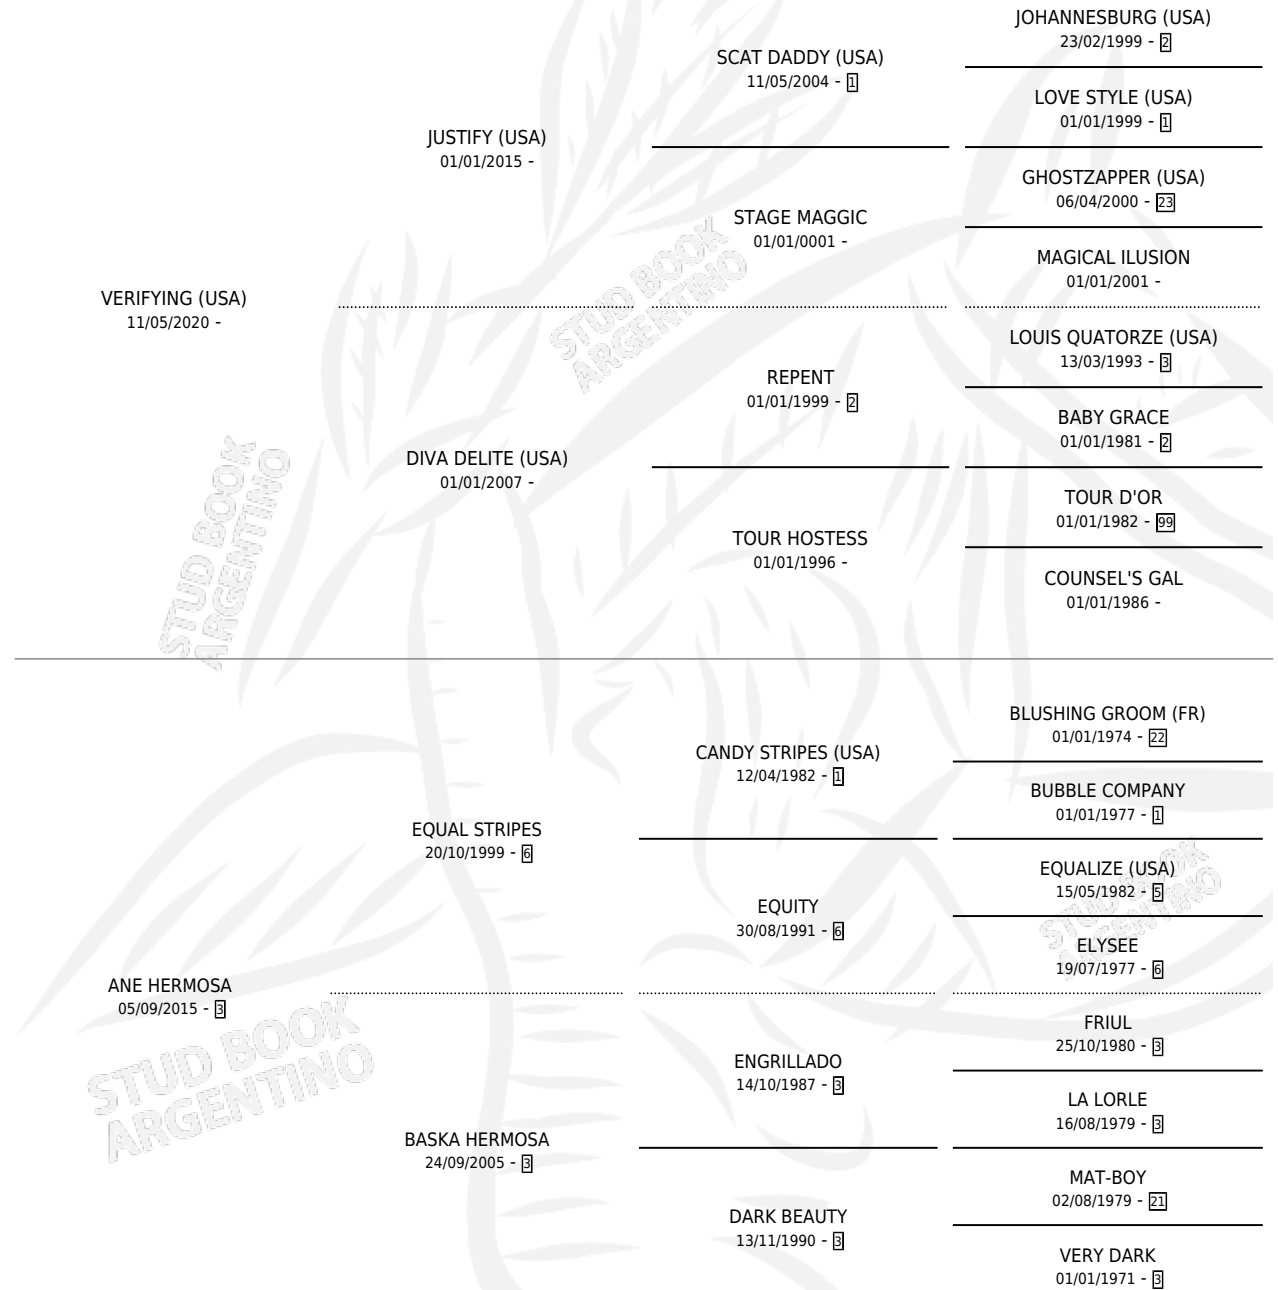 JOHANNESBURG (USA)
23/02/1999 - 2
SCAT DADDY (USA)
11/05/2004 - 1
LOVE STYLE (USA)
01/01/1999 - 1
JUSTIFY (USA)
01/01/2015 -
GHOSTZAPPER (USA)
06/04/2000 - 23
STAGE MAGGIC
01/01/0001 -
MAGICAL ILUSION
01/01/2001 -
VERIFYING (USA)
11/05/2020 -
LOUIS QUATORZE (USA)
13/03/1993 - 3
REPENT
01/01/1999 - 2
BABY GRACE
01/01/1981 - 2
DIVA DELITE (USA)
01/01/2007 -
TOUR D'OR
01/01/1982 - 99
TOUR HOSTESS
01/01/1996 -
COUNSEL'S GAL
01/01/1986 -
BLUSHING GROOM (FR)
01/01/1974 - 22
CANDY STRIPES (USA)
12/04/1982 - 1
BUBBLE COMPANY
01/01/1977 - 1
EQUAL STRIPES
20/10/1999 - 6
EQUALIZE (USA)
15/05/1982 - 5
EQUITY
30/08/1991 - 6
ELYSEE
19/07/1977 - 6
ANE HERMOSA
05/09/2015 - 3
FRIUL
25/10/1980 - 3
ENGRILLADO
14/10/1987 - 3
LA LORLE
16/08/1979 - 3
BASKA HERMOSA
24/09/2005 - 3
MAT-BOY
02/08/1979 - 21
DARK BEAUTY
13/11/1990 - 3
VERY DARK
01/01/1971 - 3
STUD BOOK
ARGENTINO
STUD BOOK
ARGENTINO
STUD BOOK
ARGENTINO
STUD BOOK
ARGENTINO